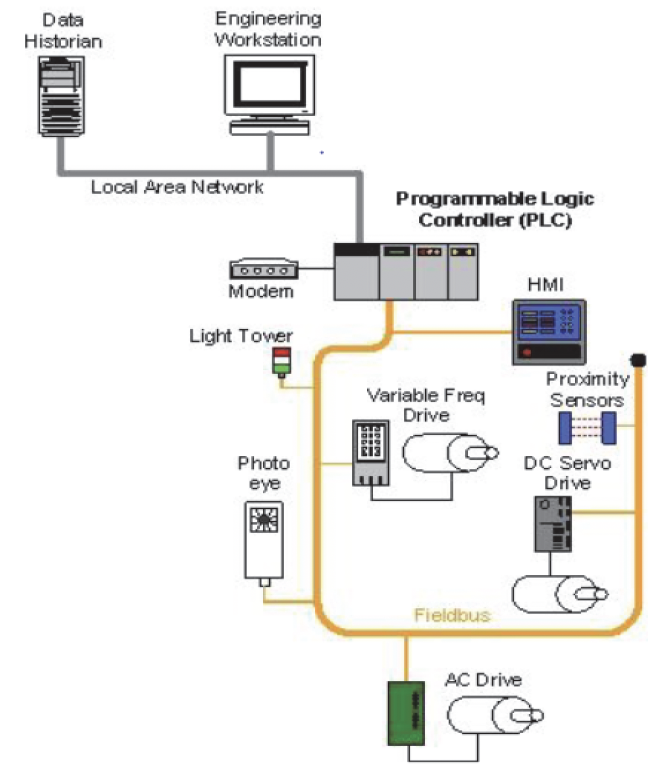 Data
Historian
Engineering
Workstation
Local Area Network
Programmable Logic
Controller (PLC)
Modem
HMI
Light Tower
Proximity
Sensors
Variable Freq
Drive
DC Servo
Drive
Photo
eye
Fieldbus
AC Drive